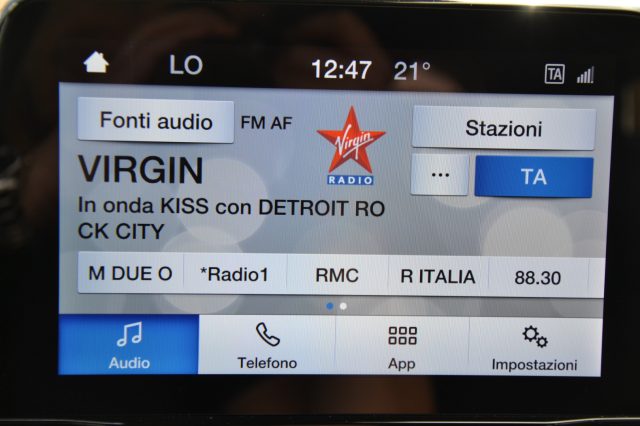 LO 12:47 21° TA
Fonti audio FM AF Virgin RADIO Stazioni
VIRGIN ... TA
In onda KISS con DETROIT RO
CK CITY
M DUE O *Radio1 RMC R ITALIA 88.30
Audio Telefono App Impostazioni